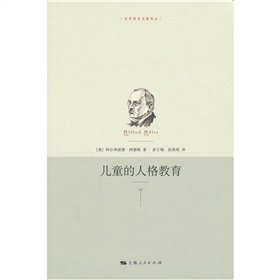 Alfred Adler
[奥] 阿尔弗雷德·阿德勒 著 彭正梅 彭莉莉 译
儿童的人格教育
上海人民出版社